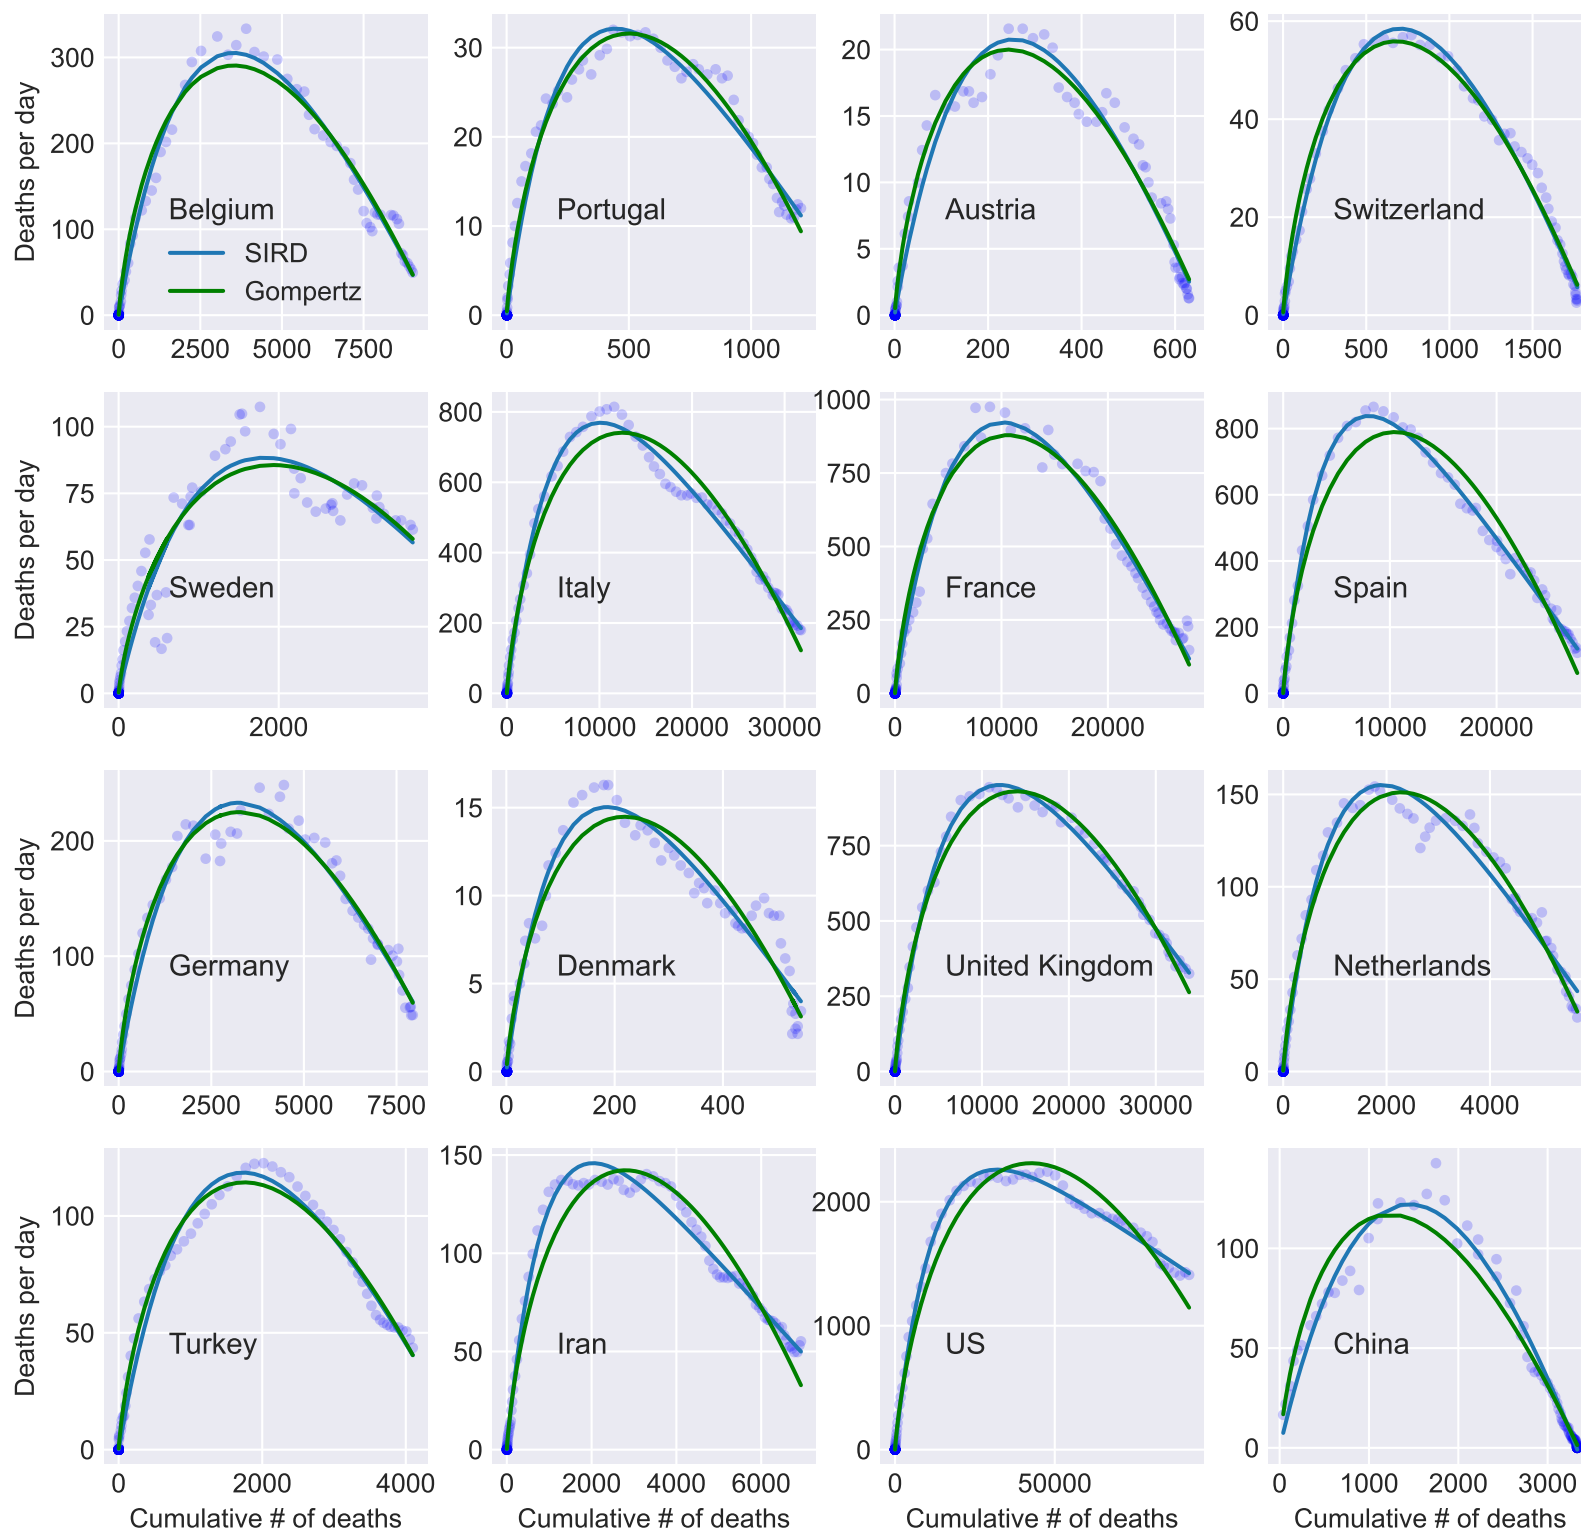 Deaths per day
300
200
100
0
Belgium
SIRD
Gompertz
0 2500 5000 7500
30
20
10
0
Portugal
0 500 1000
20
15
10
5
0
Austria
0 200 400 600
60
40
20
0
Switzerland
0 500 1000 1500
Deaths per day
100
75
50
25
0
Sweden
0 2000
800
600
400
200
0
Italy
0 10000 20000 30000
1000
750
500
250
0
France
0 10000 20000
800
600
400
200
0
Spain
0 10000 20000
Deaths per day
200
100
0
Germany
0 2500 5000 7500
15
10
5
0
Denmark
0 200 400
750
500
250
0
United Kingdom
0 10000 20000 30000
150
100
50
0
Netherlands
0 2000 4000
Deaths per day
100
50
0
Turkey
0 2000 4000
Cumulative # of deaths
150
100
50
0
Iran
0 2000 4000 6000
Cumulative # of deaths
2000
1000
0
US
0 50000
Cumulative # of deaths
100
50
0
China
0 1000 2000 3000
Cumulative # of deaths